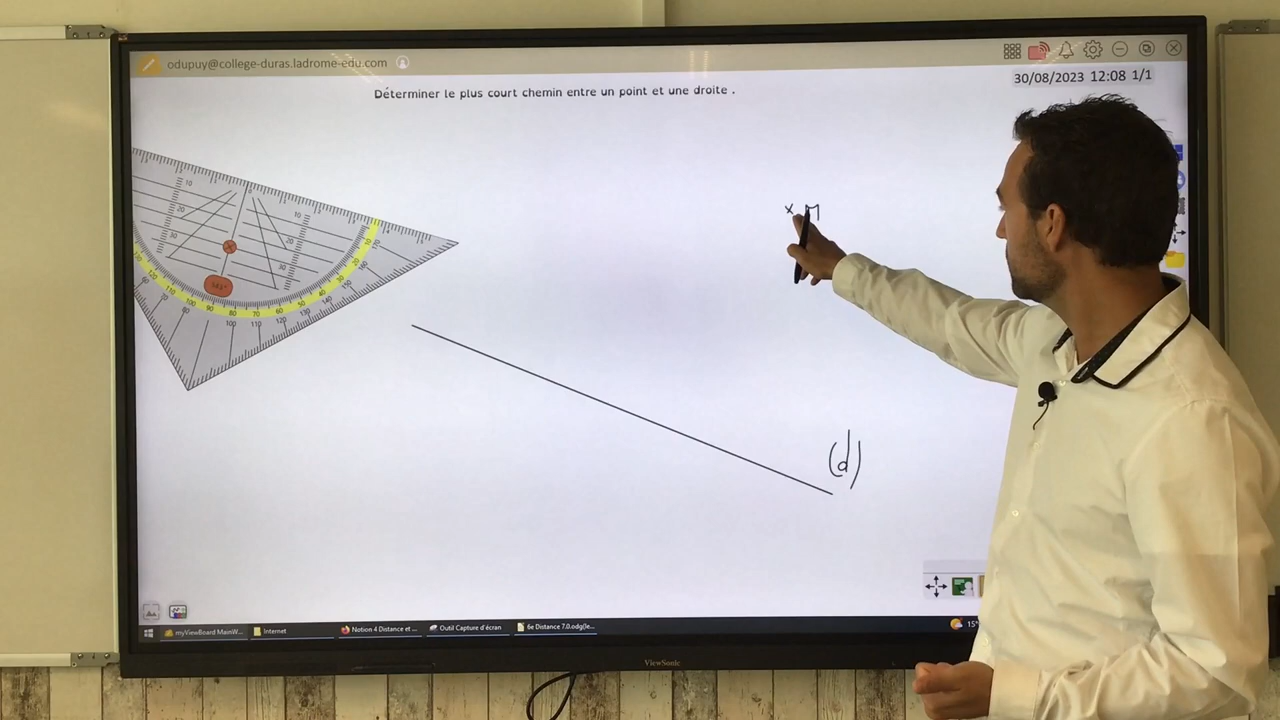 odupuy@college-duras.ladrome-edu.com
30/08/2023 12:08 1/1
Déterminer le plus court chemin entre un point et une droite .
x M
(d)
myViewBoard MainW... Internet Notion 4 Distance et ... Outil Capture d'écran 6e Distance 7.0.odg(le... 15°
ViewSonic